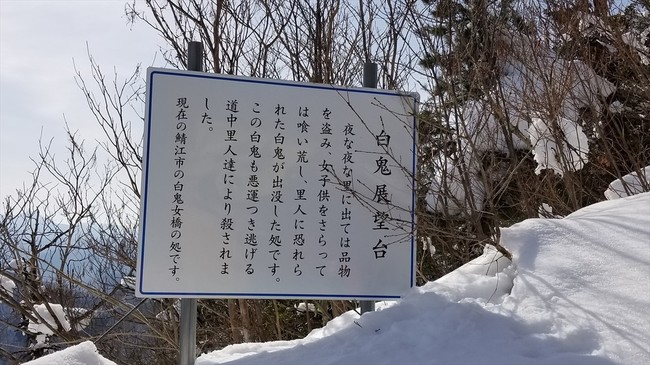 白鬼展望台
夜な夜な里に出ては品物
を盗み、女子供をさらって
は喰い荒し、里人に恐れら
れた白鬼が出没した処です。
この白鬼も悪運つき逃げる
道中里人達により殺されま
した。
現在の鯖江市の白鬼女橋の処です。